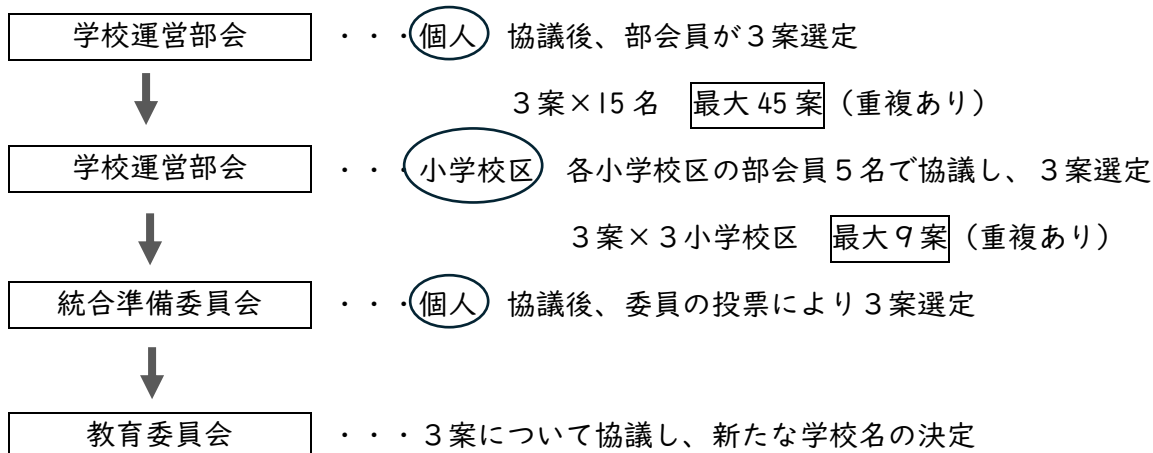 学校運営部会 ・・・個人 協議後、部会員が3案選定
3案×15名 最大45案(重複あり)
学校運営部会 ・・・小学校区 各小学校区の部会員5名で協議し、3案選定
3案×3小学校区 最大9案(重複あり)
統合準備委員会 ・・・個人 協議後、委員の投票により3案選定
教育委員会 ・・・3案について協議し、新たな学校名の決定